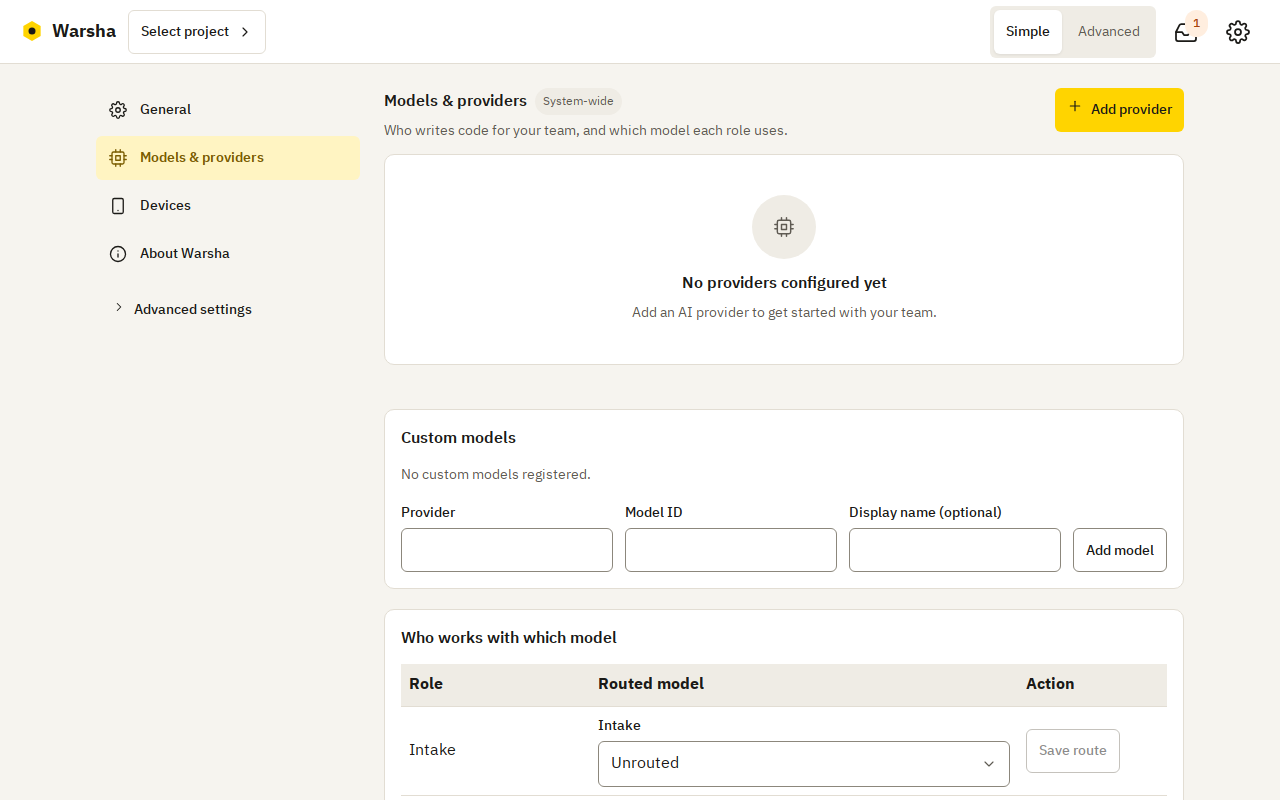 Warsha
Select project
Simple
Advanced
1
General
Models & providers
Devices
About Warsha
Advanced settings
Models & providers
System-wide
Who writes code for your team, and which model each role uses.
Add provider
No providers configured yet
Add an AI provider to get started with your team.
Custom models
No custom models registered.
Provider
Model ID
Display name (optional)
Add model
Who works with which model
Role
Routed model
Action
Intake
Intake
Unrouted
Save route